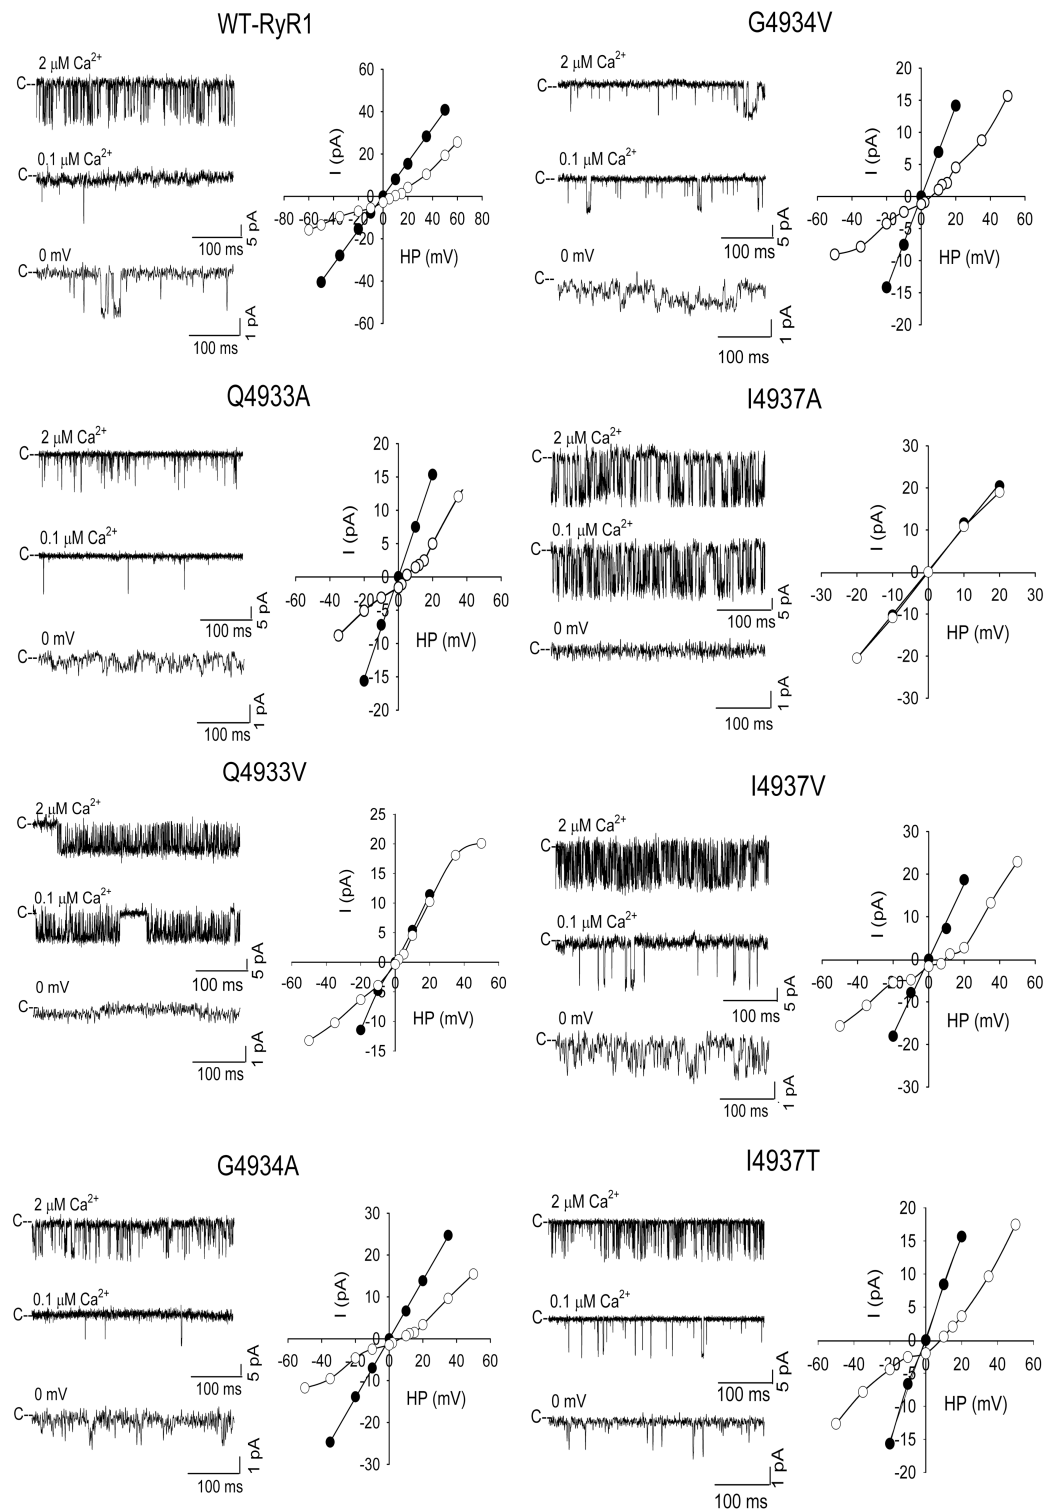 WT-RyR1
2 μM Ca2+
C--
0.1 μM Ca2+
C--
5 pA
100 ms
0 mV
C--
1 pA
100 ms
60
40
20
0
-20
-40
-60
-80 -60 -40 -20 0 20 40 60 80
I (pA)
HP (mV)
G4934V
2 μM Ca2+
C--
0.1 μM Ca2+
C--
5 pA
100 ms
0 mV
C--
1 pA
100 ms
20
15
10
5
0
-5
-10
-15
-20
-60 -40 -20 0 20 40 60
I (pA)
HP (mV)
Q4933A
2 μM Ca2+
C--
0.1 μM Ca2+
C--
5 pA
100 ms
0 mV
C--
1 pA
100 ms
20
15
10
5
0
-5
-10
-15
-20
-60 -40 -20 0 20 40 60
I (pA)
HP (mV)
I4937A
2 μM Ca2+
C--
0.1 μM Ca2+
C--
5 pA
100 ms
0 mV
C--
1 pA
100 ms
30
20
10
0
-10
-20
-30
-30 -20 -10 0 10 20 30
I (pA)
HP (mV)
Q4933V
2 μM Ca2+
C--
0.1 μM Ca2+
C--
5 pA
100 ms
0 mV
C--
1 pA
100 ms
25
20
15
10
5
0
-5
-10
-15
-60 -40 -20 0 20 40 60
I (pA)
HP (mV)
I4937V
2 μM Ca2+
C--
0.1 μM Ca2+
C--
5 pA
100 ms
0 mV
C--
1 pA
100 ms
30
20
10
0
-10
-20
-30
-60 -40 -20 0 20 40 60
I (pA)
HP (mV)
G4934A
2 μM Ca2+
C--
0.1 μM Ca2+
C--
5 pA
100 ms
0 mV
C--
1 pA
100 ms
30
20
10
0
-10
-20
-30
-60 -40 -20 0 20 40 60
I (pA)
HP (mV)
I4937T
2 μM Ca2+
C--
0.1 μM Ca2+
C--
5 pA
100 ms
0 mV
C--
1 pA
100 ms
20
15
10
5
0
-5
-10
-15
-20
-60 -40 -20 0 20 40 60
I (pA)
HP (mV)